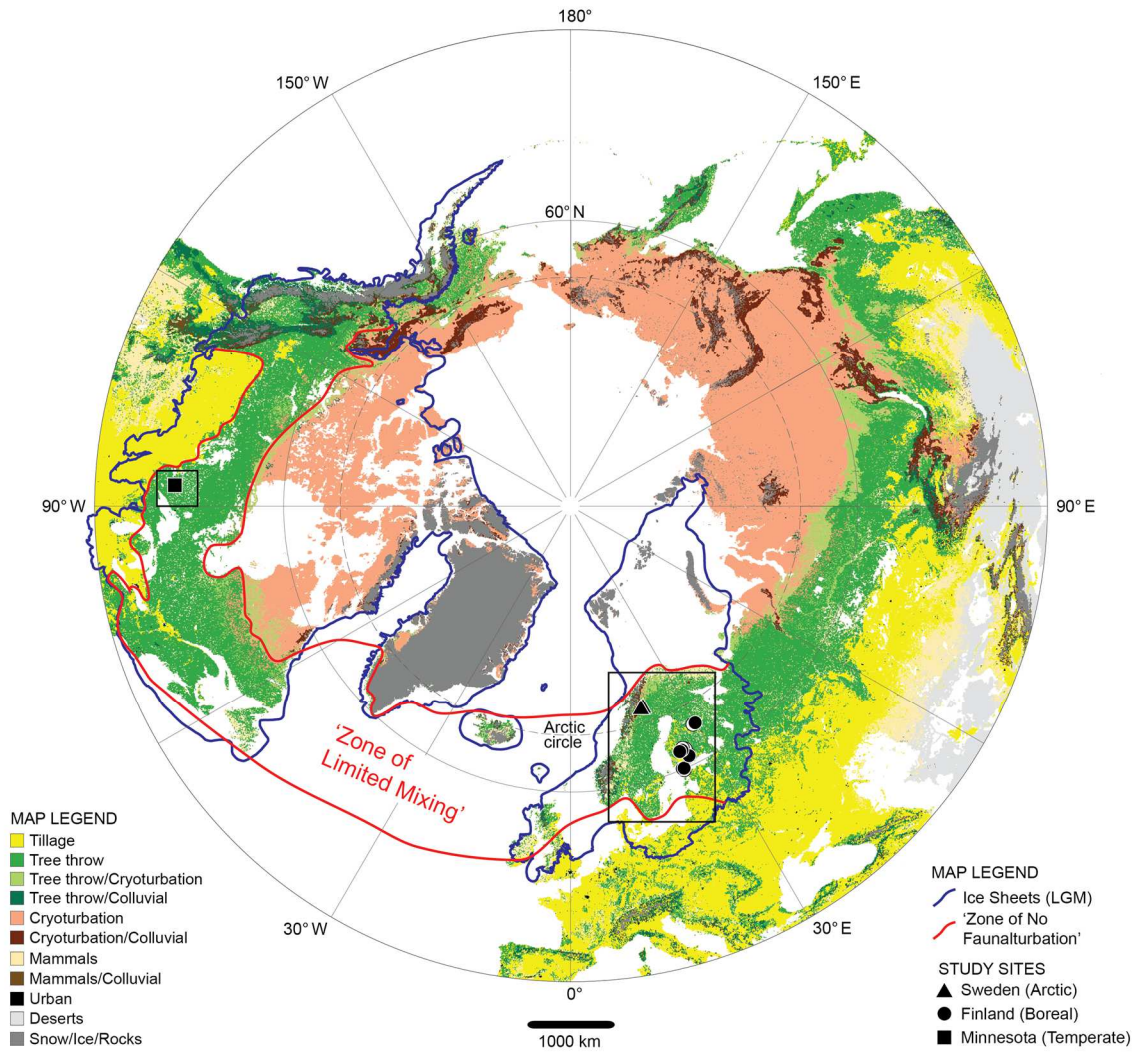 180°
150° W
150° E
60° N
90° W
90° E
Arctic
circle
'Zone of
Limited Mixing'
30° W
30° E
0°
1000 km
MAP LEGEND
Tillage
Tree throw
Tree throw/Cryoturbation
Tree throw/Colluvial
Cryoturbation
Cryoturbation/Colluvial
Mammals
Mammals/Colluvial
Urban
Deserts
Snow/Ice/Rocks
MAP LEGEND
Ice Sheets (LGM)
'Zone of No
Faunalturbation'
STUDY SITES
Sweden (Arctic)
Finland (Boreal)
Minnesota (Temperate)